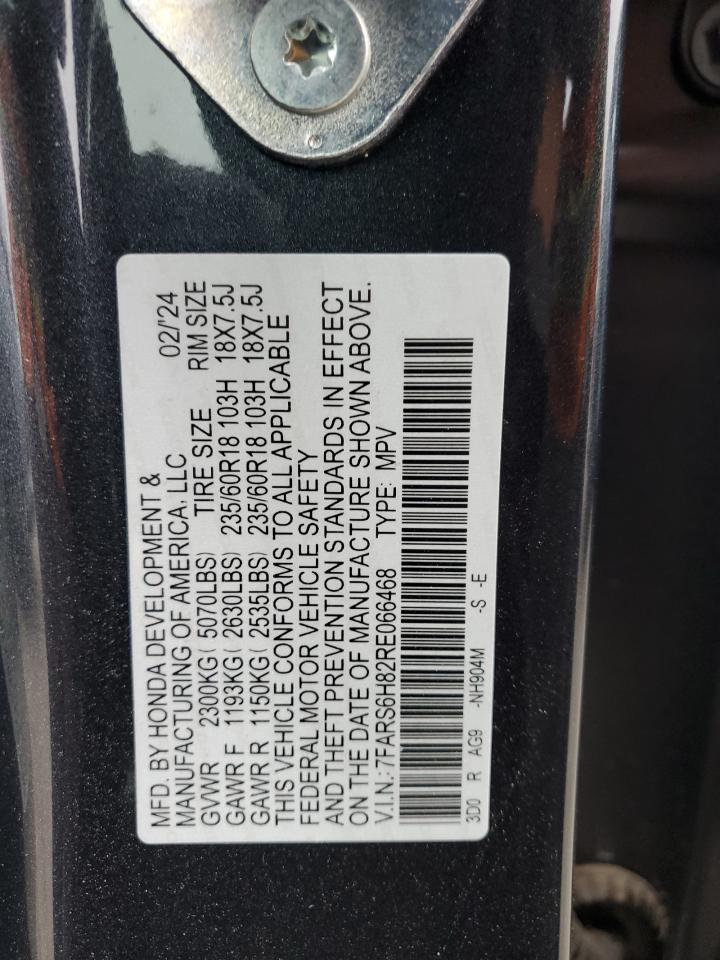 MFD. BY HONDA DEVELOPMENT &
MANUFACTURING OF AMERICA, LLC 02/'24
GVWR 2300KG( 5070LBS) TIRE SIZE RIM SIZE
GAWR F 1193KG( 2630LBS) 235/60R18 103H 18X7.5J
GAWR R 1150KG( 2535LBS) 235/60R18 103H 18X7.5J
THIS VEHICLE CONFORMS TO ALL APPLICABLE
FEDERAL MOTOR VEHICLE SAFETY
AND THEFT PREVENTION STANDARDS IN EFFECT
ON THE DATE OF MANUFACTURE SHOWN ABOVE.
V.I.N.:7FARS6H82RE066468 TYPE: MPV
3D0 R AG9 -NH904M -S -E